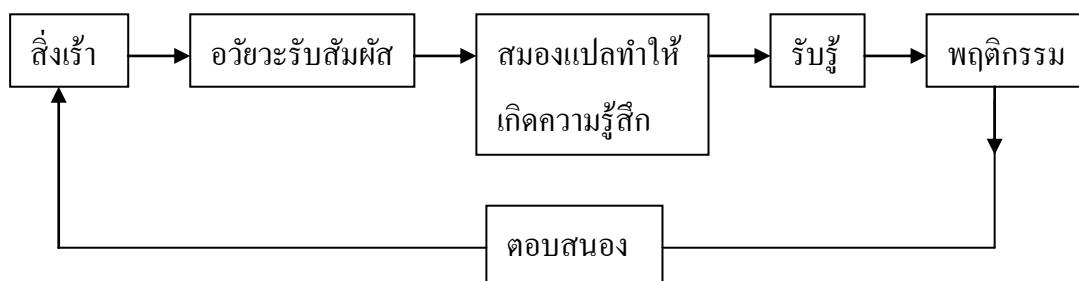 สิ่งเร้า
อวัยวะรับสัมผัส
สมองแปลทำให้
เกิดความรู้สึก
รับรู้
พฤติกรรม
ตอบสนอง